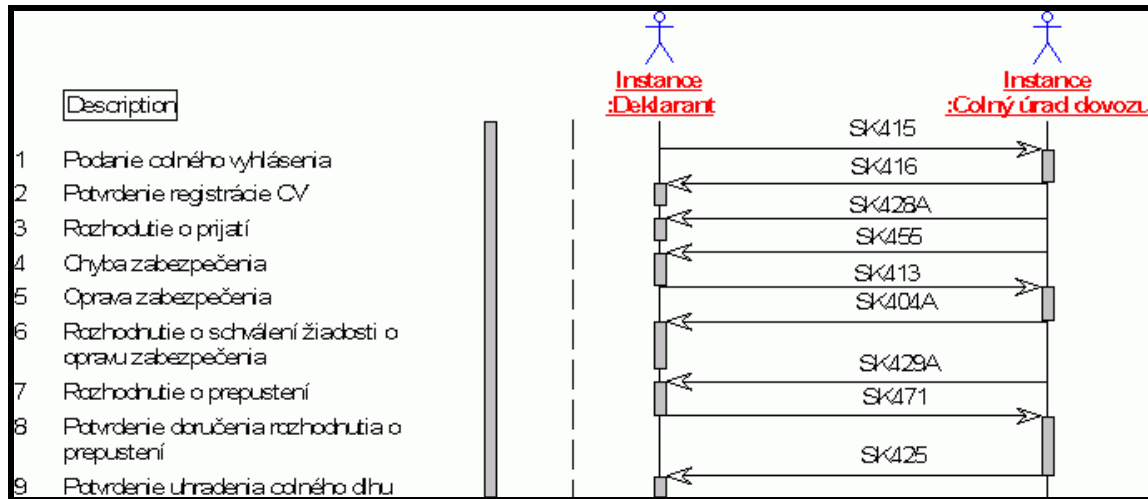 Instance
:Deklarant
Instance
:Colný úrad dovozu
Description
SK415
1 Podanie colného vyhlásenia
SK416
2 Potvrdenie registrácie CV
SK428A
3 Rozhodutie o prijatí
SK455
4 Chyba zabezpečenia
SK413
5 Oprava zabezpečenia
SK404A
6 Rozhodnutie o schválení žiadosti o
opravu zabezpečenia
SK429A
7 Rozhodnutie o prepustení
SK471
8 Potvrdenie doručenia rozhodnutia o
prepustení
SK425
9 Potvrdenie uhradenia colného dlhu